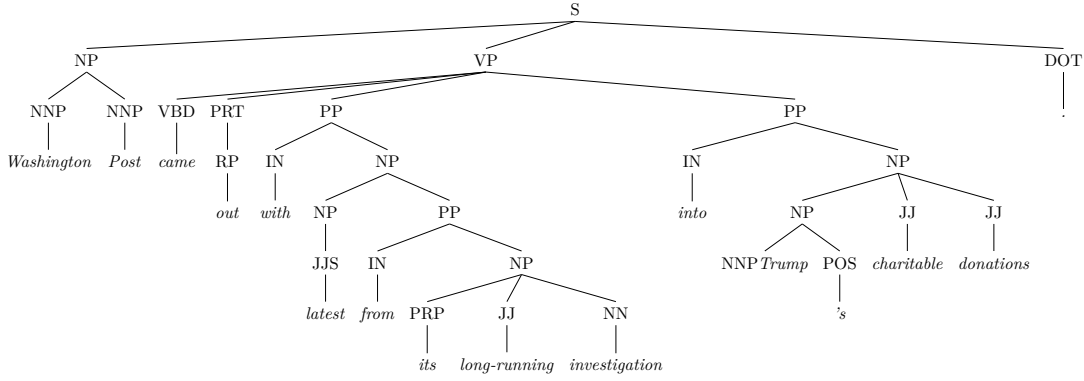 S
NP VP DOT
NNP NNP VBD PRT PP PP .
Washington Post came RP IN NP IN NP
out with NP PP into NP JJ JJ
JJS IN NP NNP Trump POS charitable donations
latest from PRP JJ NN 's
its long-running investigation